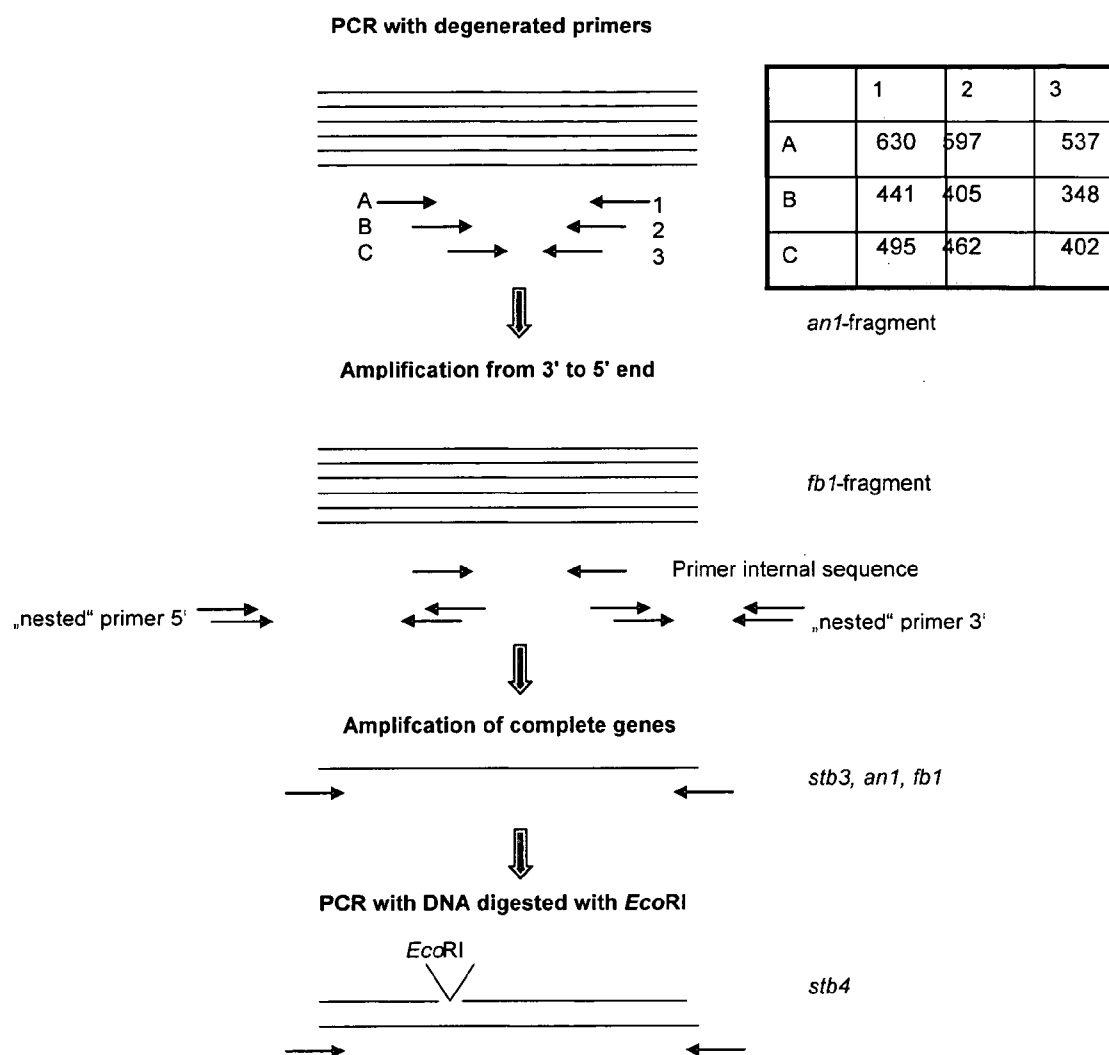 PCR with degenerated primers
1 2 3
A 630 597 537
B 441 405 348
C 495 462 402
A 1
B 2
C 3
an1-fragment
Amplification from 3' to 5' end
fb1-fragment
Primer internal sequence
„nested“ primer 5'
„nested“ primer 3'
Amplifcation of complete genes
stb3, an1, fb1
PCR with DNA digested with EcoRI
EcoRI
stb4